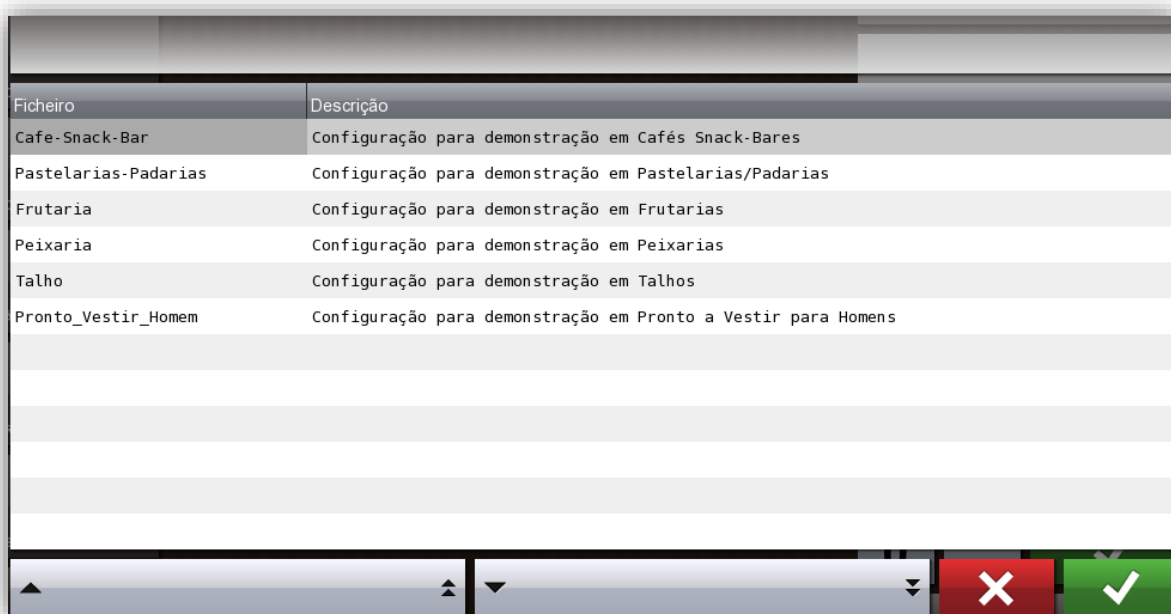 Ficheiro Descrição
Cafe-Snack-Bar Configuração para demonstração em Cafés Snack-Bares
Pastelarias-Padarias Configuração para demonstração em Pastelarias/Padarias
Frutaria Configuração para demonstração em Frutarias
Peixaria Configuração para demonstração em Peixarias
Talho Configuração para demonstração em Talhos
Pronto_Vestir_Homem Configuração para demonstração em Pronto a Vestir para Homens